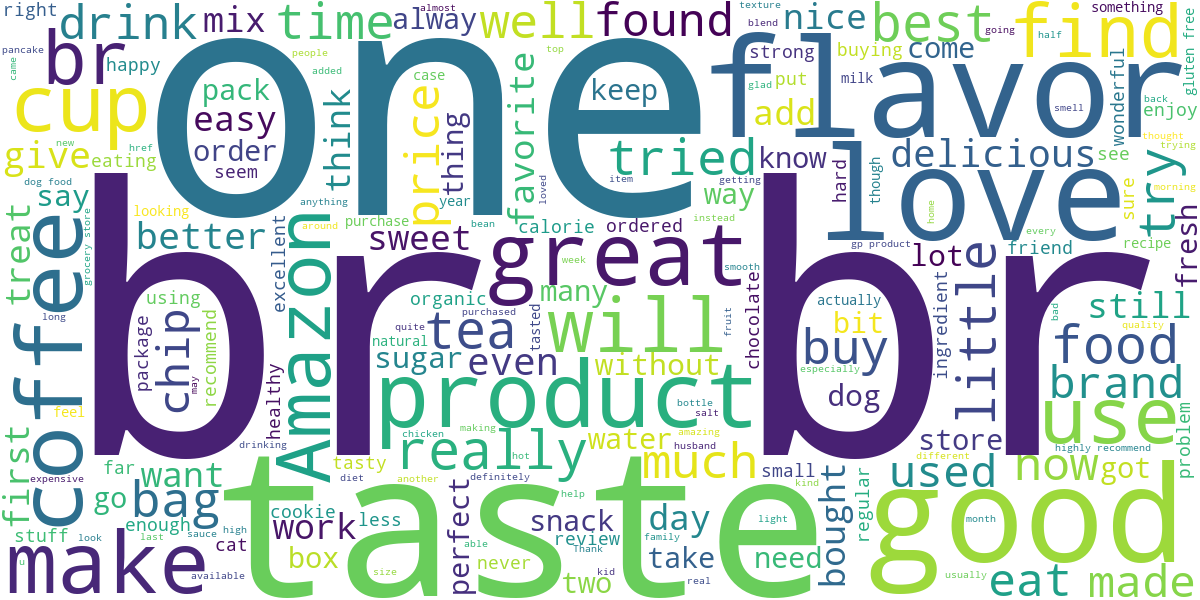 right
drink
mix
time
almost
alway
well
found
texture
blend
nice
best
find
something
going
half
pancake
br
happy
people
added
top
strong
buying
come
wonderful
gluten free
came
cup
pack
easy
order
seem
one
case
price
think
thing
favorite
keep
glad
put
add
milk
flavor
smell
back
enjoy
new
href
give
eating
tried
know
way
hard
though
delicious
see
thought
trying
try
dog food
say
anything
year
loved
item
getting
love
sure
morning
treat
looking
better
around
purchase
bean
calorie
ordered
instead
gp product
home
every
recipe
fresh
grocery store
coffee
excellent
sweet
great
week
smooth
lot
friend
br br
using
organic
purchased
many
actually
little
still
long
package
chip
recommend
Amazon
quite
natural
tea
tasted
will
fruit
chocolate
bit
buy
ingredient
bad
quality
food
may
healthy
sugar
even
without
especially
dog
brand
feel
product
bottle
salt
use
first
drinking
chicken
making
really
hot
water
amazing
husband
store
highly recommend
problem
far
want
tasty
diet
another
definitely
much
small
kind
used
different
how
got
expensive
go
bag
taste
cookie
less
help
bought
regular
good
stuff
enough
last
sauce
high
work
perfect
snack
review
day
light
month
look
u
make
cat
box
never
able
Thank
family
take
need
available
size
two
kid
real
usually
eat
made